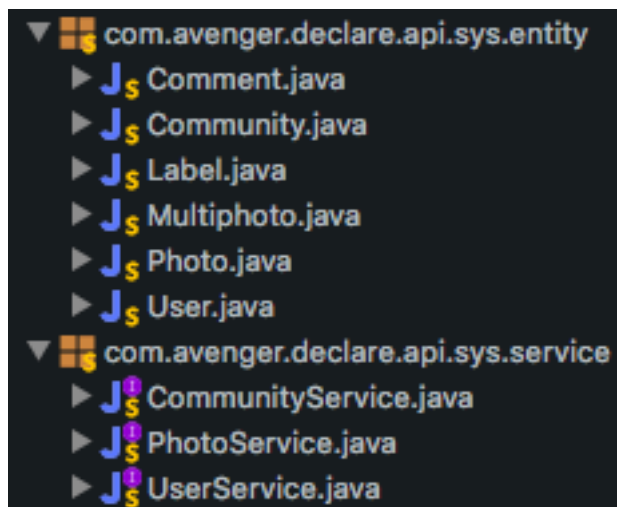 com.avenger.declare.api.sys.entity
Comment.java
Community.java
Label.java
Multiphoto.java
Photo.java
User.java
com.avenger.declare.api.sys.service
CommunityService.java
PhotoService.java
UserService.java